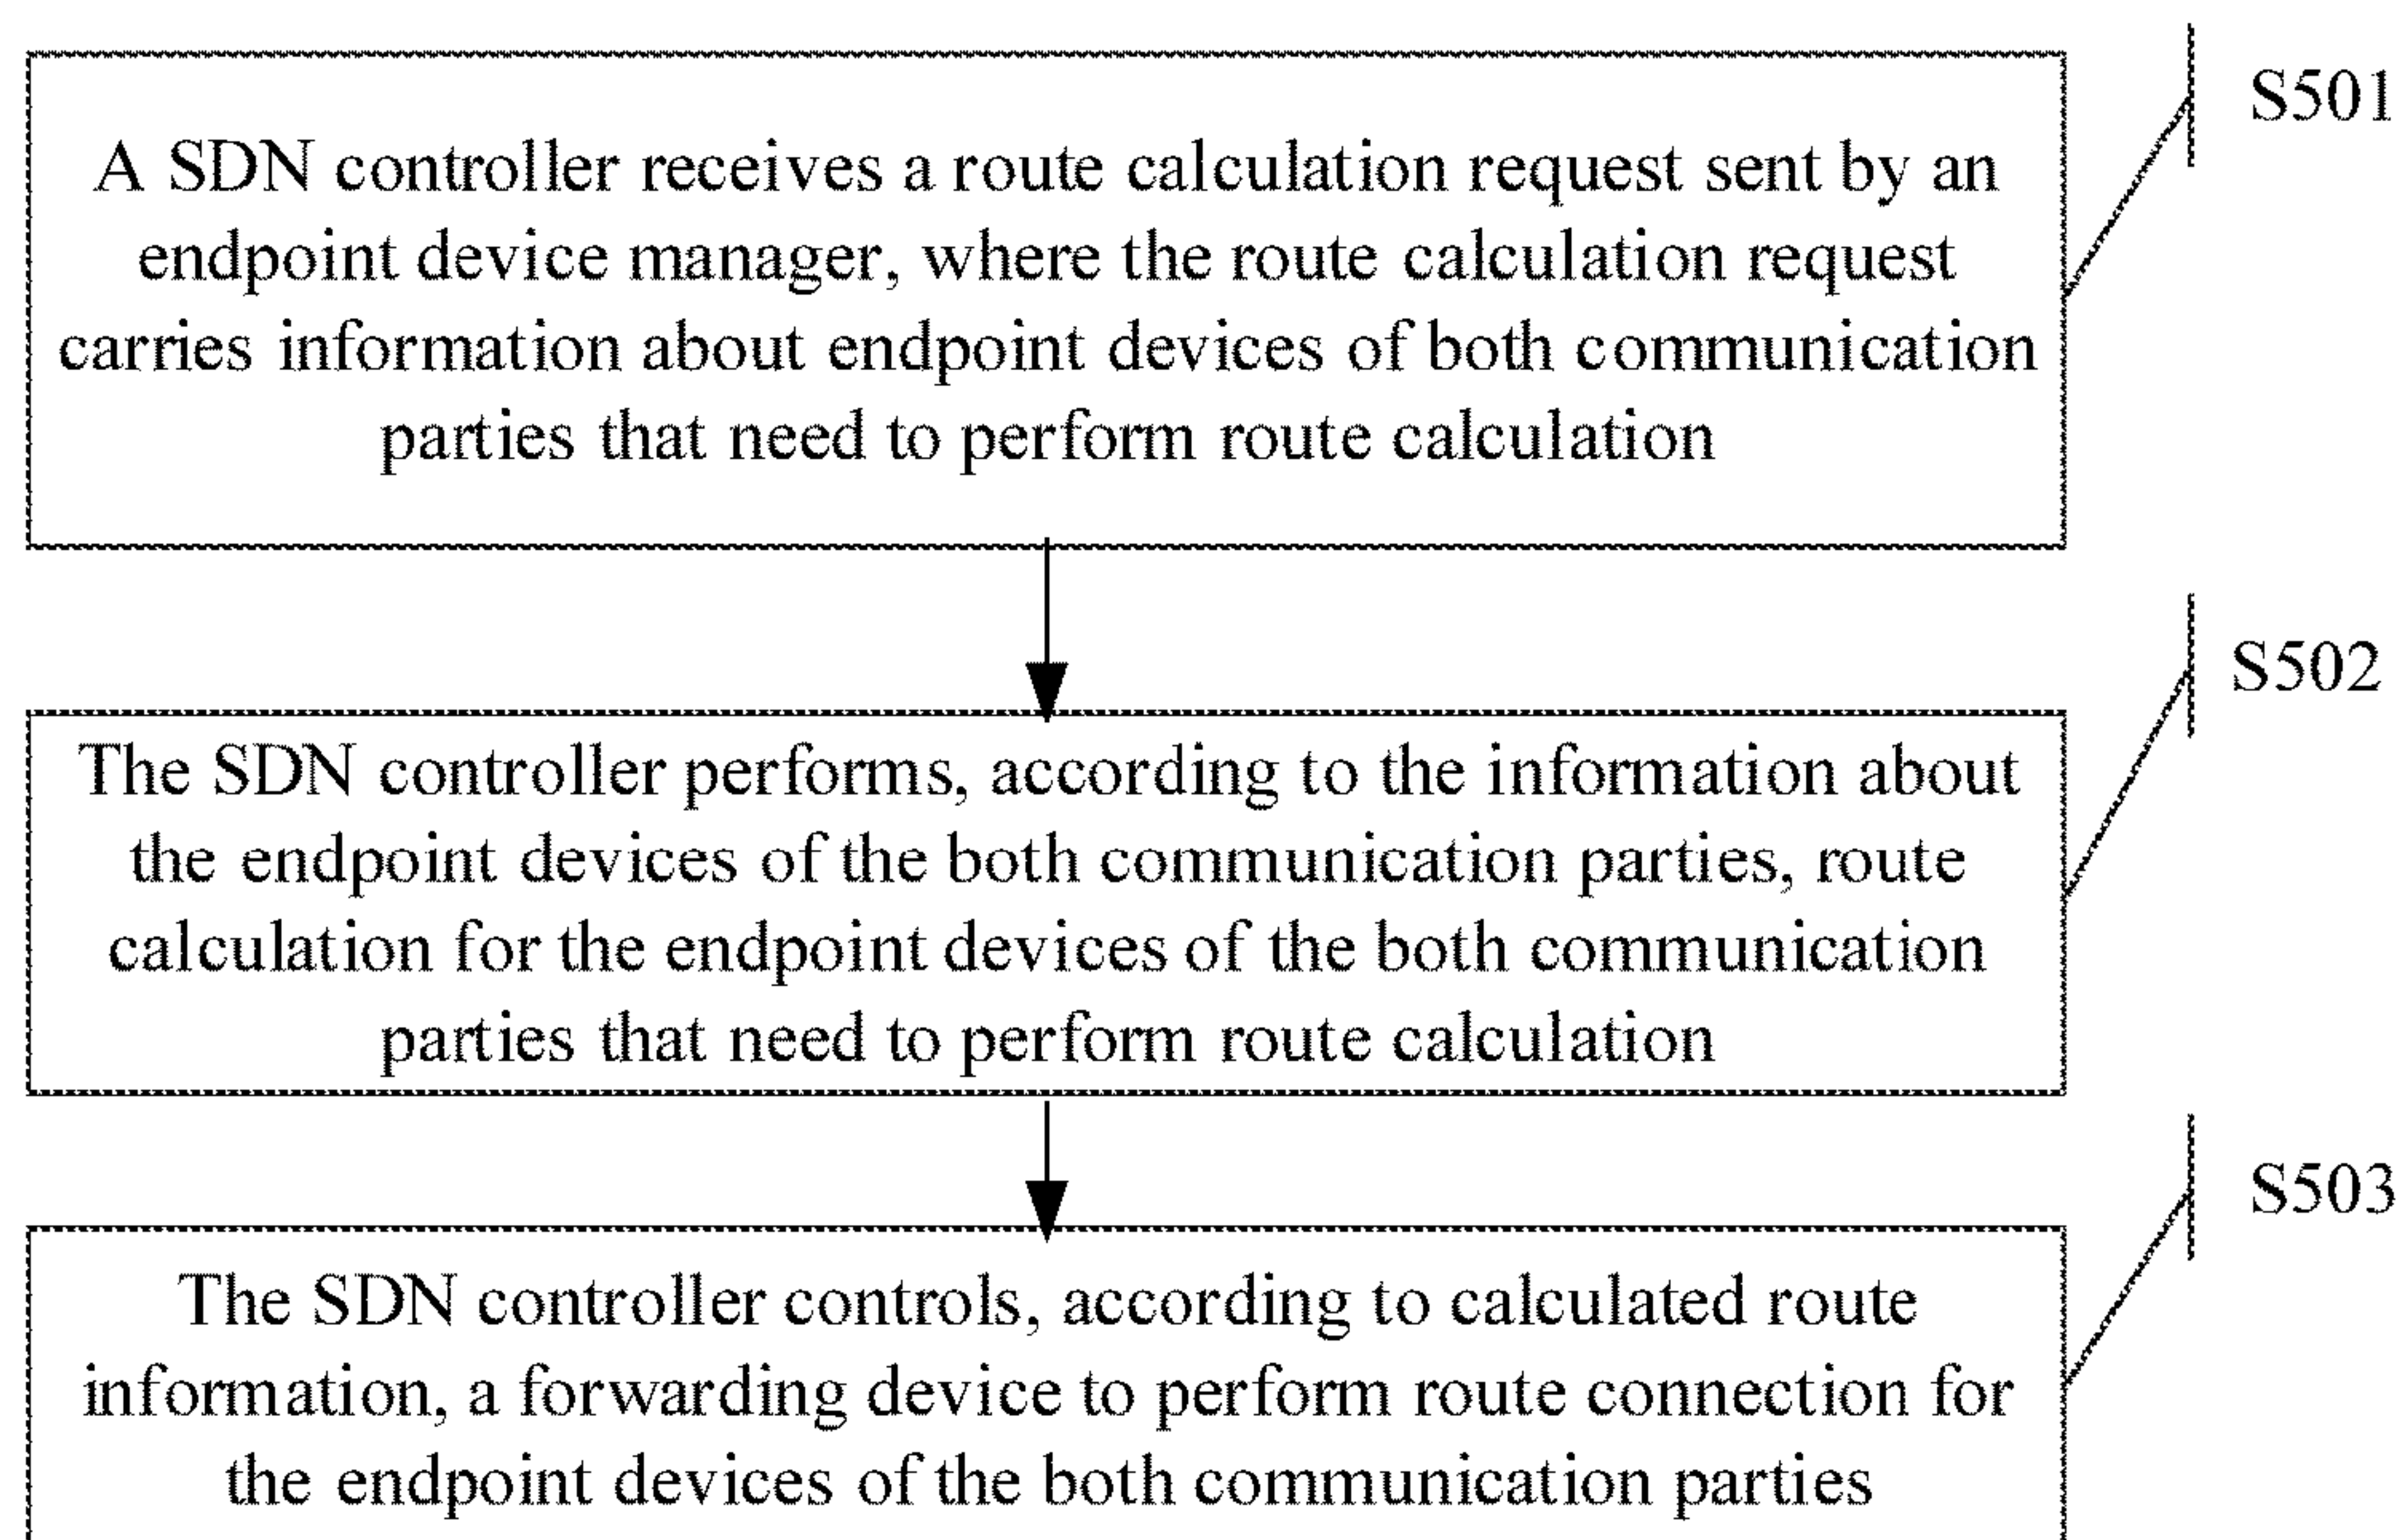 S501
A SDN controller receives a route calculation request sent by an
endpoint device manager, where the route calculation request
carries information about endpoint devices of both communication
parties that need to perform route calculation
S502
The SDN controller performs, according to the information about
the endpoint devices of the both communication parties, route
calculation for the endpoint devices of the both communication
parties that need to perform route calculation
S503
The SDN controller controls, according to calculated route
information, a forwarding device to perform route connection for
the endpoint devices of the both communication parties